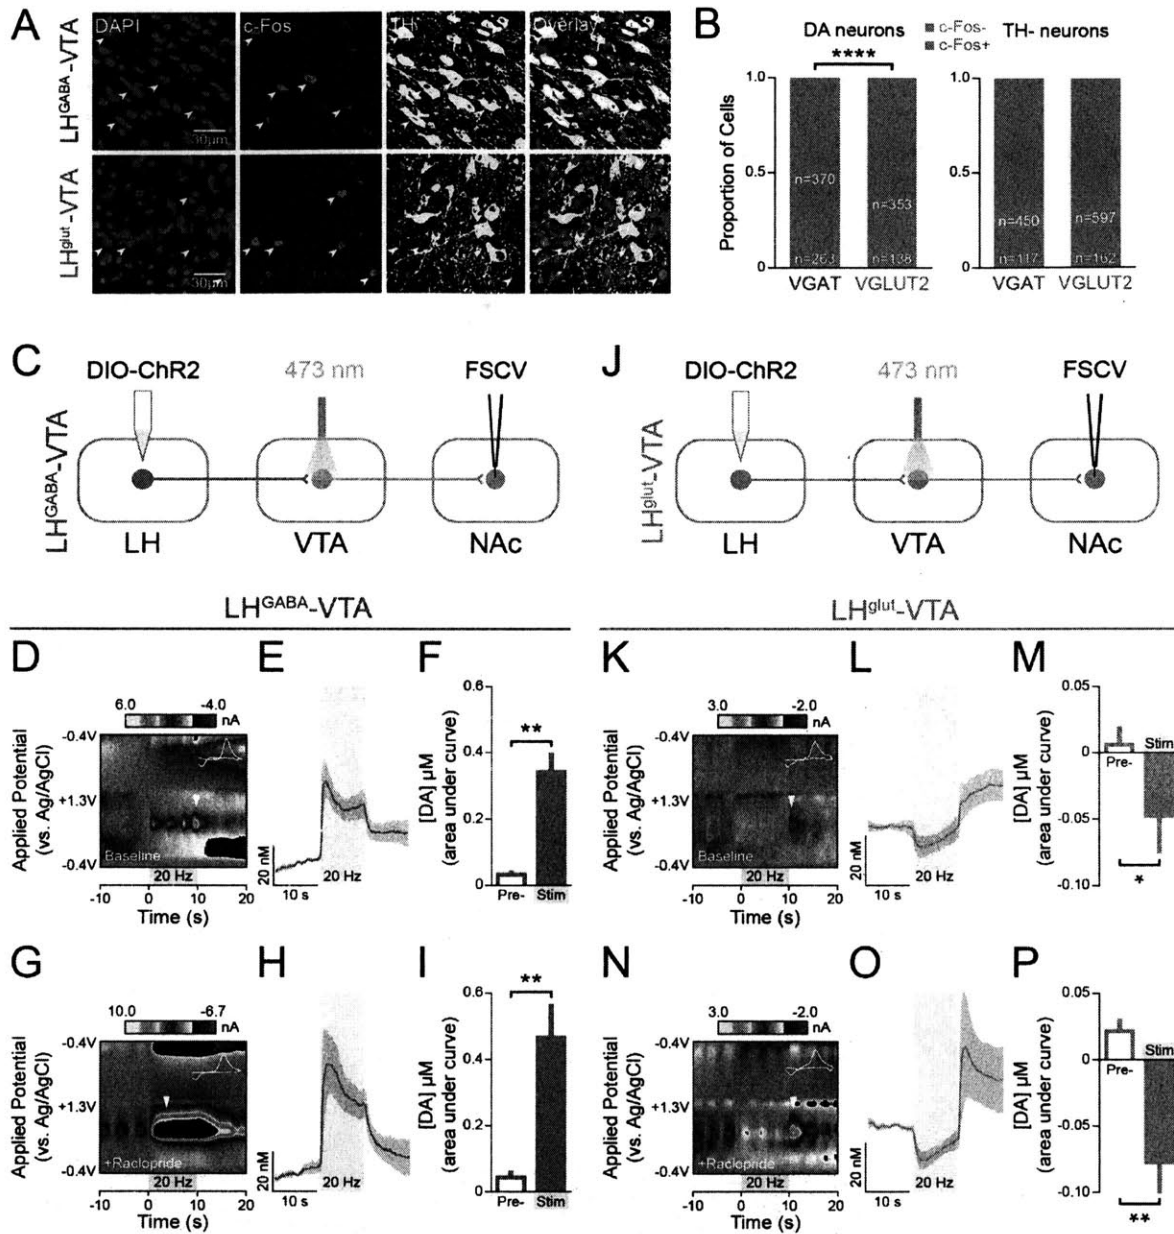 A
DAPI c-Fos TH Overlay
LH^GABA-VTA
30μm
LH^glut-VTA
30μm
B
DA neurons
c-Fos-
c-Fos+
TH- neurons
****
Proportion of Cells
1.0
0.5
0
n=370
n=353
n=263
n=138
VGAT VGLUT2
1.0
0.5
0
n=450
n=597
n=117
n=162
VGAT VGLUT2
C
LH^GABA-VTA
DIO-ChR2 473 nm FSCV
LH VTA NAc
J
LH^glut-VTA
DIO-ChR2 473 nm FSCV
LH VTA NAc
LH^GABA-VTA
D
6.0 -4.0
nA
Applied Potential
(vs. Ag/AgCl)
-0.4V
+1.3V
-0.4V
Baseline
20 Hz
-10 0 10 20
Time (s)
E
20 nM
10 s
20 Hz
F
[DA] μM
(area under curve)
0.6
0.4
0.2
0
**
Pre- Stim
G
10.0 -6.7
nA
Applied Potential
(vs. Ag/AgCl)
-0.4V
+1.3V
-0.4V
+Raclopride
20 Hz
-10 0 10 20
Time (s)
H
20 nM
10 s
20 Hz
I
[DA] μM
(area under curve)
0.6
0.4
0.2
0
**
Pre- Stim
LH^glut-VTA
K
3.0 -2.0
nA
Applied Potential
(vs. Ag/AgCl)
-0.4V
+1.3V
-0.4V
Baseline
20 Hz
-10 0 10 20
Time (s)
L
20 nM
10 s
20 Hz
M
[DA] μM
(area under curve)
0.05
0
-0.05
-0.10
Pre- Stim
*
N
3.0 -2.0
nA
Applied Potential
(vs. Ag/AgCl)
-0.4V
+1.3V
-0.4V
+Raclopride
20 Hz
-10 0 10 20
Time (s)
O
20 nM
10 s
20 Hz
P
[DA] μM
(area under curve)
0.05
0
-0.05
-0.10
Pre- Stim
**